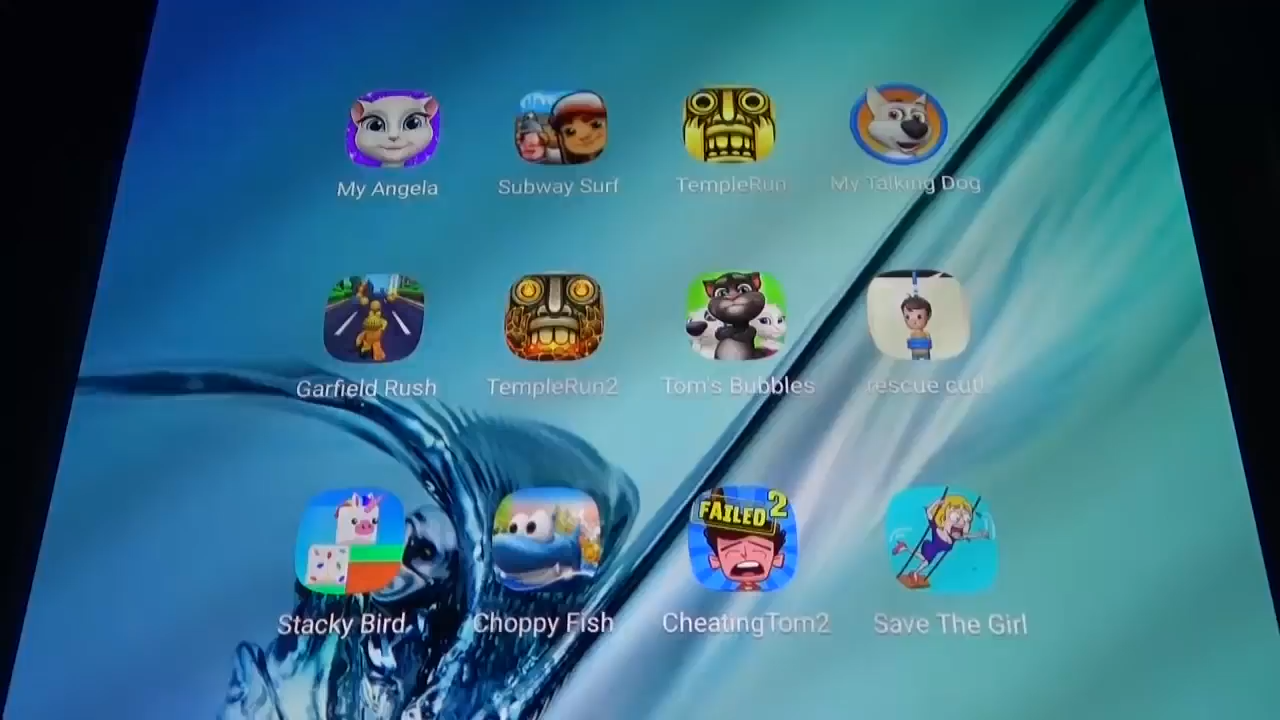 My Angela
Subway Surf
TempleRun
My Talking Dog
Garfield Rush
TempleRun2
Tom's Bubbles
rescue cut!
FAILED 2
Stacky Bird
Choppy Fish
CheatingTom2
Save The Girl